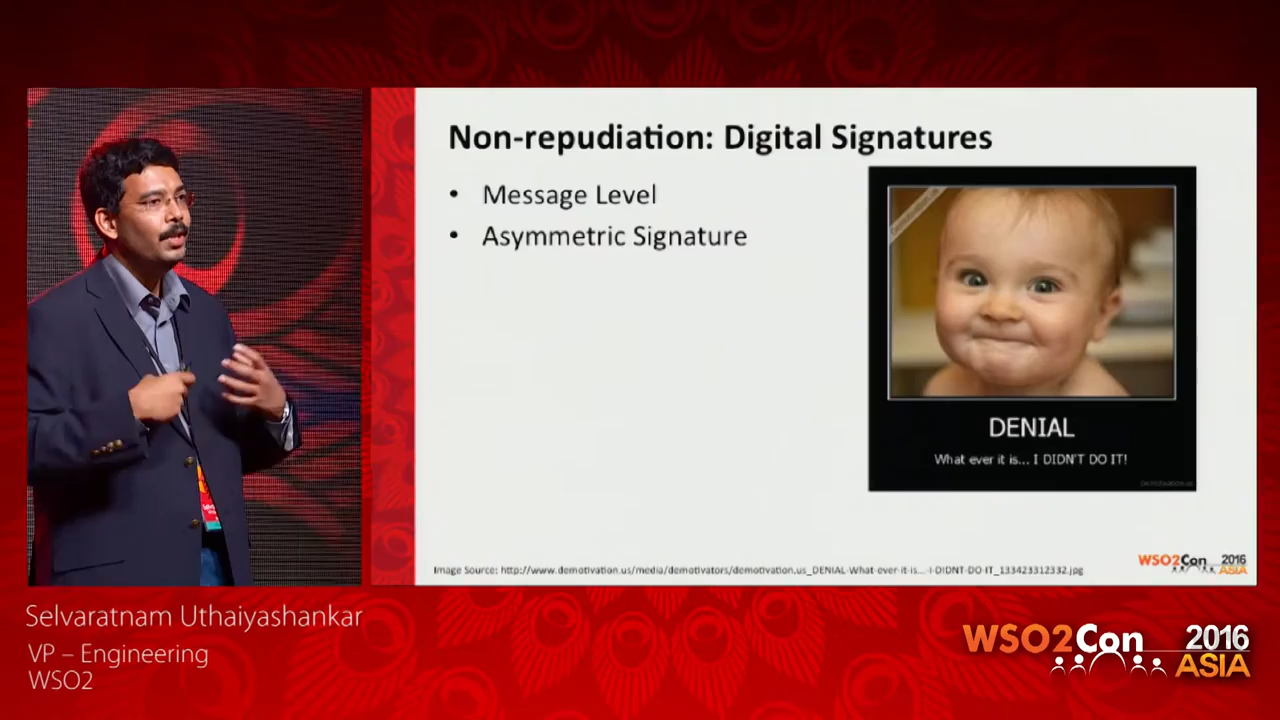 Non-repudiation: Digital Signatures
• Message Level
• Asymmetric Signature
DENIAL
What ever it is... I DIDN'T DO IT!
WSO2Con 2016
ASIA
Image Source: http://www.demotivation.us/media/demotivators/demotivation.us_DENIAL-What-ever-it-is...-I-DIDNT-DO-IT_133423312332.jpg
Selvaratnam Uthaiyashankar
VP – Engineering
WSO2
WSO2Con 2016
ASIA